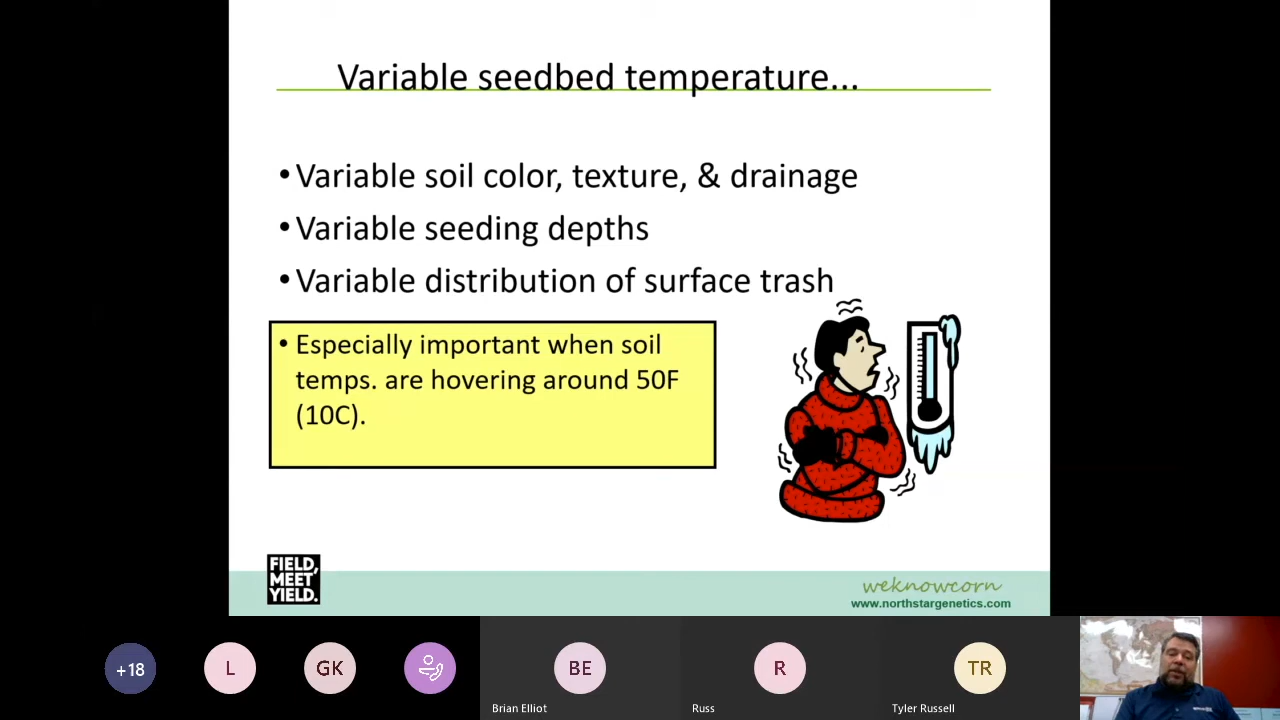 Variable seedbed temperature...
•Variable soil color, texture, & drainage
•Variable seeding depths
•Variable distribution of surface trash
• Especially important when soil
temps. are hovering around 50F
(10C).
FIELD,
MEET
YIELD.
weknowcorn
www.northstargenetics.com
+18
L
GK
BE
R
TR
Brian Elliot
Russ
Tyler Russell